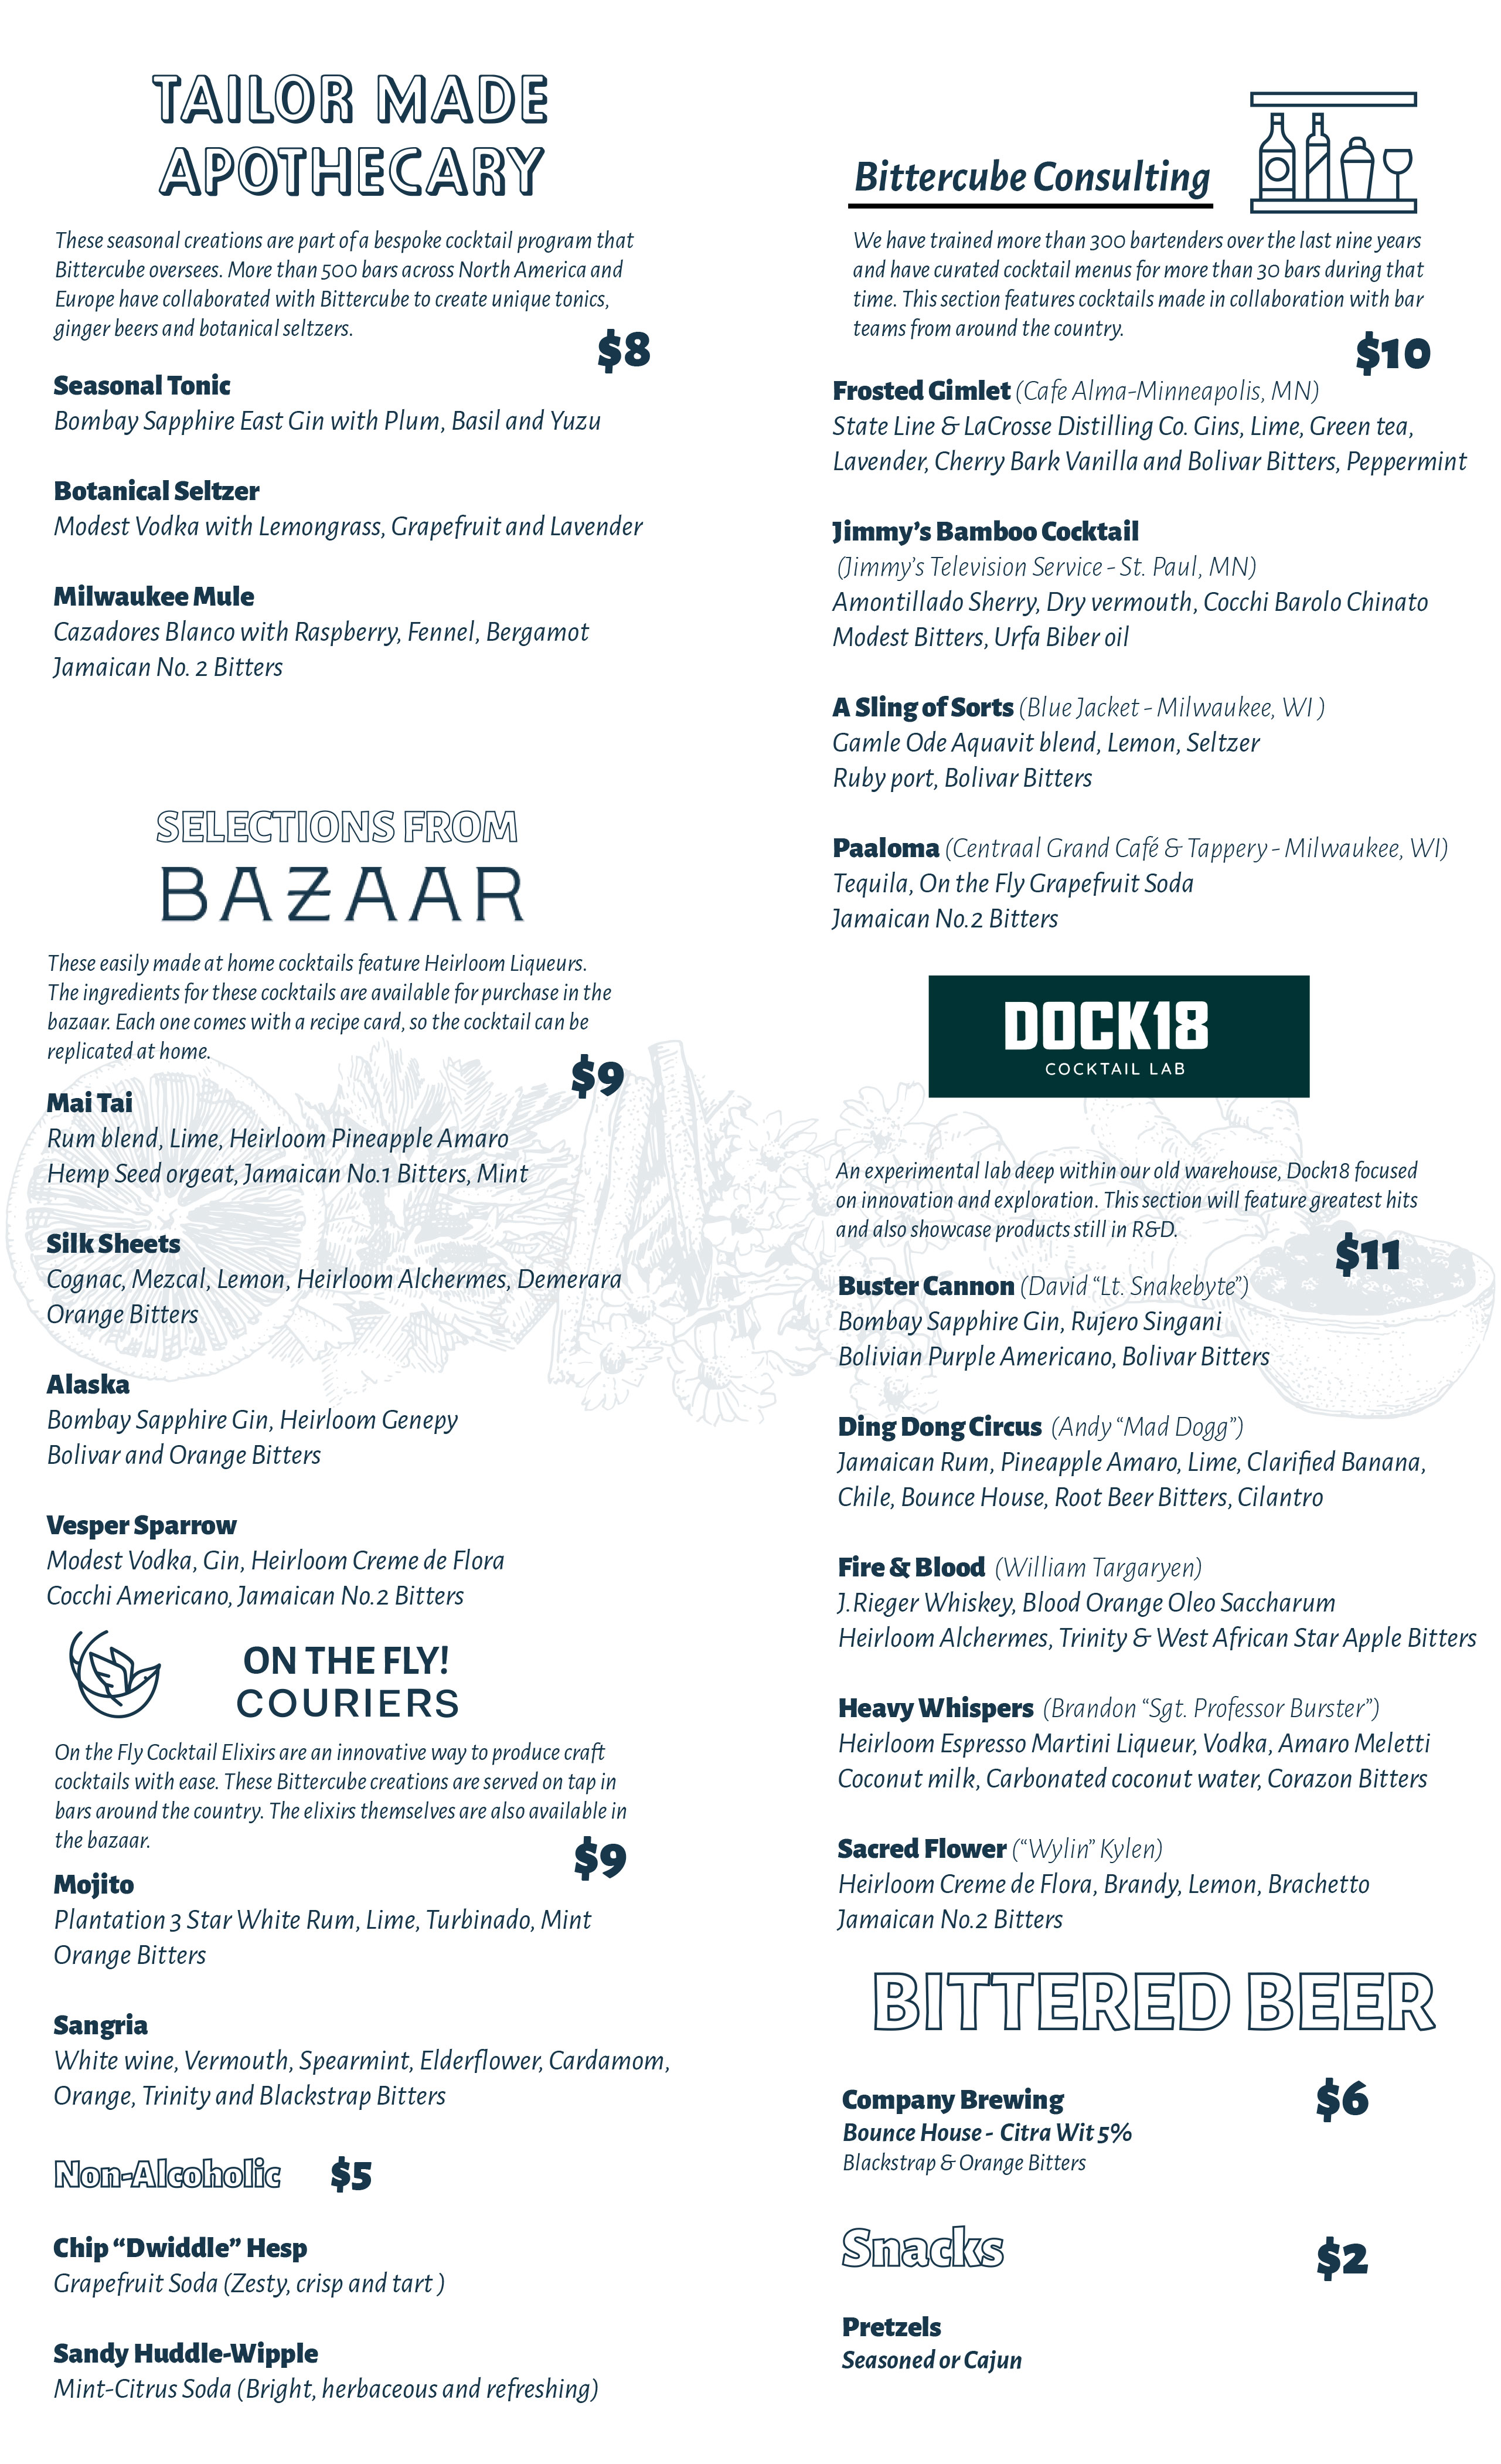 TAILOR MADE
APOTHECARY
These seasonal creations are part of a bespoke cocktail program that
Bittercube oversees. More than 500 bars across North America and
Europe have collaborated with Bittercube to create unique tonics,
ginger beers and botanical seltzers.
$8
Seasonal Tonic
Bombay Sapphire East Gin with Plum, Basil and Yuzu
Botanical Seltzer
Modest Vodka with Lemongrass, Grapefruit and Lavender
Milwaukee Mule
Cazadores Blanco with Raspberry, Fennel, Bergamot
Jamaican No. 2 Bitters
SELECTIONS FROM
BAZAAR
These easily made at home cocktails feature Heirloom Liqueurs.
The ingredients for these cocktails are available for purchase in the
bazaar. Each one comes with a recipe card, so the cocktail can be
replicated at home.
$9
Mai Tai
Rum blend, Lime, Heirloom Pineapple Amaro
Hemp Seed orgeat, Jamaican No.1 Bitters, Mint
Silk Sheets
Cognac, Mezcal, Lemon, Heirloom Alchermes, Demerara
Orange Bitters
Alaska
Bombay Sapphire Gin, Heirloom Genepy
Bolivar and Orange Bitters
Vesper Sparrow
Modest Vodka, Gin, Heirloom Creme de Flora
Cocchi Americano, Jamaican No.2 Bitters
ON THE FLY!
COURIERS
On the Fly Cocktail Elixirs are an innovative way to produce craft
cocktails with ease. These Bittercube creations are served on tap in
bars around the country. The elixirs themselves are also available in
the bazaar.
$9
Mojito
Plantation 3 Star White Rum, Lime, Turbinado, Mint
Orange Bitters
Sangria
White wine, Vermouth, Spearmint, Elderflower, Cardamom,
Orange, Trinity and Blackstrap Bitters
Non-Alcoholic $5
Chip “Dwiddle” Hesp
Grapefruit Soda (Zesty, crisp and tart )
Sandy Huddle-Wipple
Mint-Citrus Soda (Bright, herbaceous and refreshing)
Bittercube Consulting
We have trained more than 300 bartenders over the last nine years
and have curated cocktail menus for more than 30 bars during that
time. This section features cocktails made in collaboration with bar
teams from around the country.
$10
Frosted Gimlet (Cafe Alma-Minneapolis, MN)
State Line & LaCrosse Distilling Co. Gins, Lime, Green tea,
Lavender, Cherry Bark Vanilla and Bolivar Bitters, Peppermint
Jimmy’s Bamboo Cocktail
(Jimmy’s Television Service - St. Paul, MN)
Amontillado Sherry, Dry vermouth, Cocchi Barolo Chinato
Modest Bitters, Urfa Biber oil
A Sling of Sorts (Blue Jacket - Milwaukee, WI )
Gamle Ode Aquavit blend, Lemon, Seltzer
Ruby port, Bolivar Bitters
Paaloma (Centraal Grand Café & Tappery - Milwaukee, WI)
Tequila, On the Fly Grapefruit Soda
Jamaican No.2 Bitters
DOCK18
COCKTAIL LAB
An experimental lab deep within our old warehouse, Dock18 focused
on innovation and exploration. This section will feature greatest hits
and also showcase products still in R&D.
$11
Buster Cannon (David “Lt. Snakebyte”)
Bombay Sapphire Gin, Rujero Singani
Bolivian Purple Americano, Bolivar Bitters
Ding Dong Circus (Andy “Mad Dogg”)
Jamaican Rum, Pineapple Amaro, Lime, Clarified Banana,
Chile, Bounce House, Root Beer Bitters, Cilantro
Fire & Blood (William Targaryen)
J.Rieger Whiskey, Blood Orange Oleo Saccharum
Heirloom Alchermes, Trinity & West African Star Apple Bitters
Heavy Whispers (Brandon “Sgt. Professor Burster”)
Heirloom Espresso Martini Liqueur, Vodka, Amaro Meletti
Coconut milk, Carbonated coconut water, Corazon Bitters
Sacred Flower (“Wylin” Kylen)
Heirloom Creme de Flora, Brandy, Lemon, Brachetto
Jamaican No.2 Bitters
BITTERED BEER
Company Brewing $6
Bounce House - Citra Wit 5%
Blackstrap & Orange Bitters
Snacks $2
Pretzels
Seasoned or Cajun